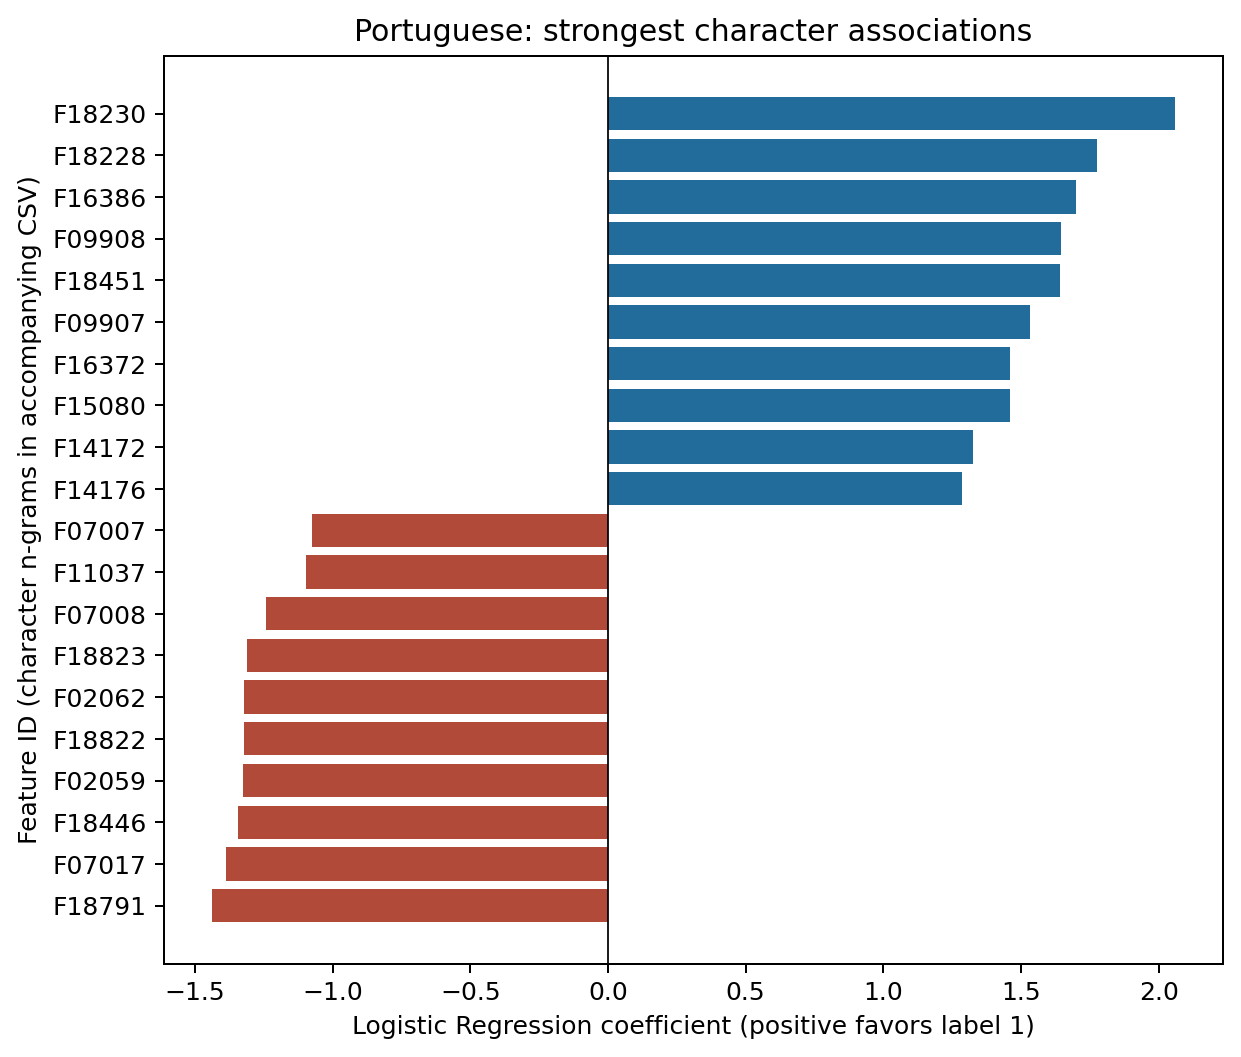 Portuguese: strongest character associations
Feature ID (character n-grams in accompanying CSV)
F18230
F18228
F16386
F09908
F18451
F09907
F16372
F15080
F14172
F14176
F07007
F11037
F07008
F18823
F02062
F18822
F02059
F18446
F07017
F18791
−1.5 −1.0 −0.5 0.0 0.5 1.0 1.5 2.0
Logistic Regression coefficient (positive favors label 1)